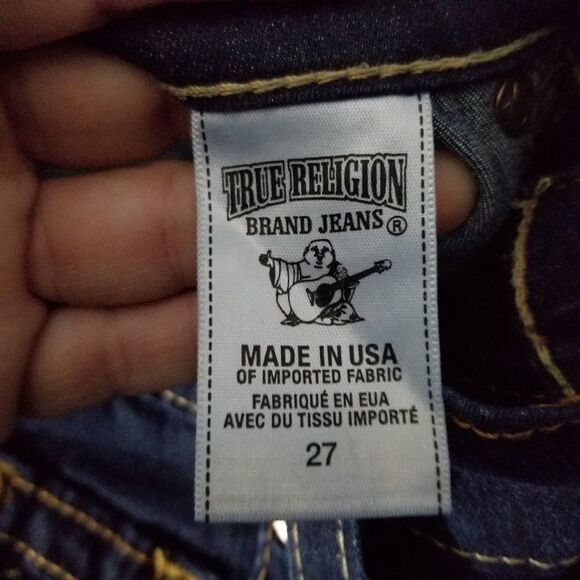 TRUE RELIGION
BRAND JEANS®
MADE IN USA
OF IMPORTED FABRIC
FABRIQUÉ EN EUA
AVEC DU TISSU IMPORTÉ
27